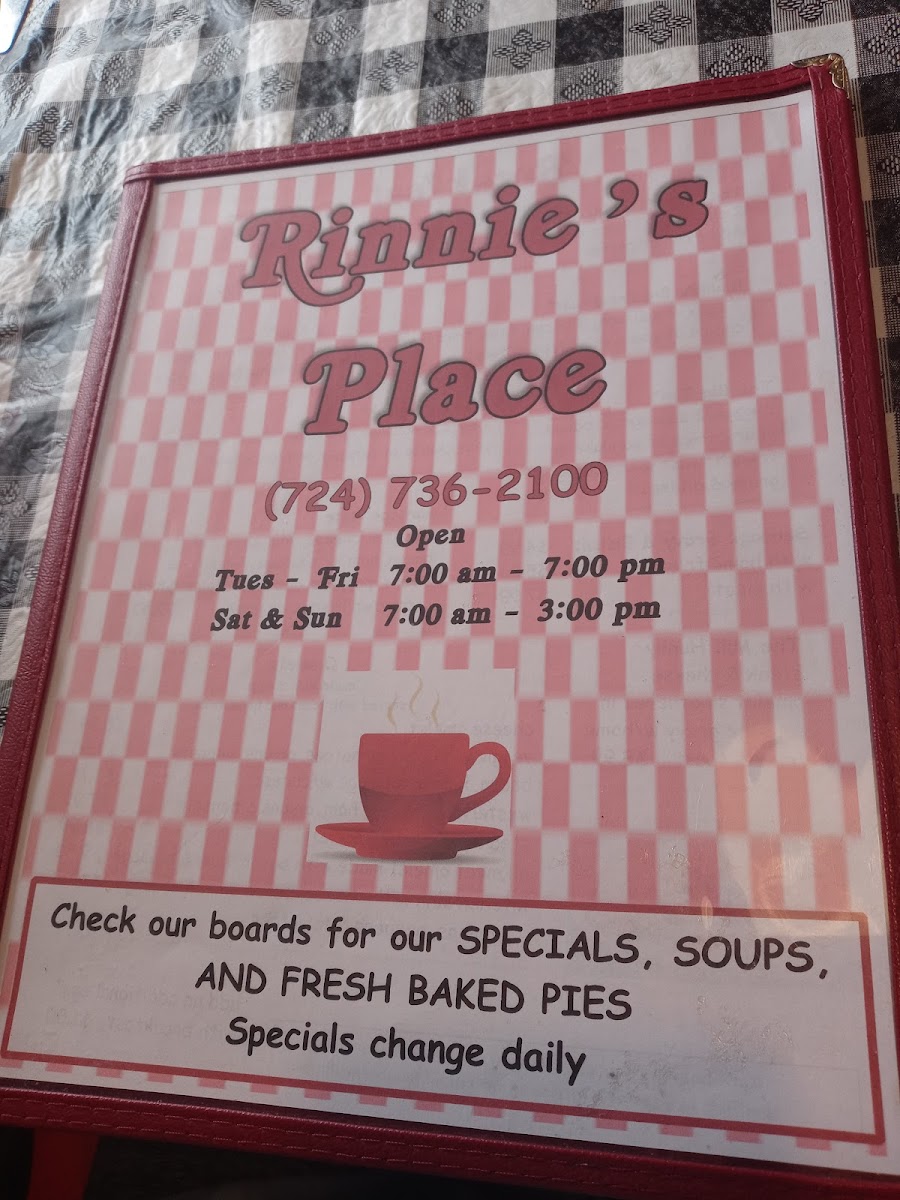 Rinnie's
Place
(724) 736-2100
Open
Tues - Fri 7:00 am - 7:00 pm
Sat & Sun 7:00 am - 3:00 pm
Check our boards for our SPECIALS, SOUPS,
AND FRESH BAKED PIES
Specials change daily